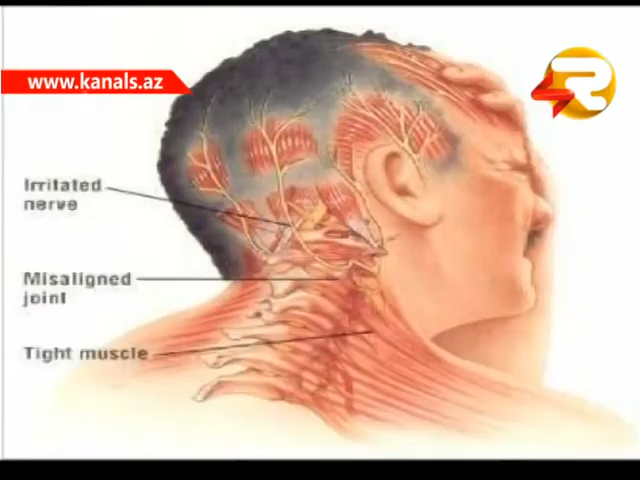 www.kanals.az
Irritated
nerve
Misaligned
joint
Tight muscle